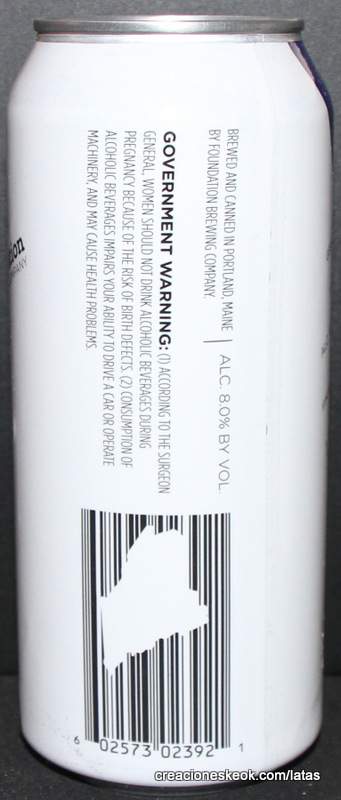 BREWED AND CANNED IN PORTLAND, MAINE
BY FOUNDATION BREWING COMPANY.
ALC. 8.0% BY VOL.
GOVERNMENT WARNING: (1) ACCORDING TO THE SURGEON
GENERAL, WOMEN SHOULD NOT DRINK ALCOHOLIC BEVERAGES DURING
PREGNANCY BECAUSE OF THE RISK OF BIRTH DEFECTS. (2) CONSUMPTION OF
ALCOHOLIC BEVERAGES IMPAIRS YOUR ABILITY TO DRIVE A CAR OR OPERATE
MACHINERY, AND MAY CAUSE HEALTH PROBLEMS.
6 02573 02392 1
creacioneskeok.com/latas